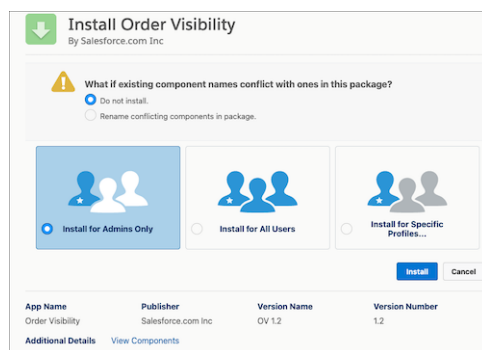 Install Order Visibility
By Salesforce.com Inc
What if existing component names conflict with ones in this package?
Do not install.
Rename conflicting components in package.
Install for Admins Only
Install for All Users
Install for Specific
Profiles...
Install
Cancel
App Name
Publisher
Version Name
Version Number
Order Visibility
Salesforce.com Inc
OV 1.2
1.2
Additional Details
View Components